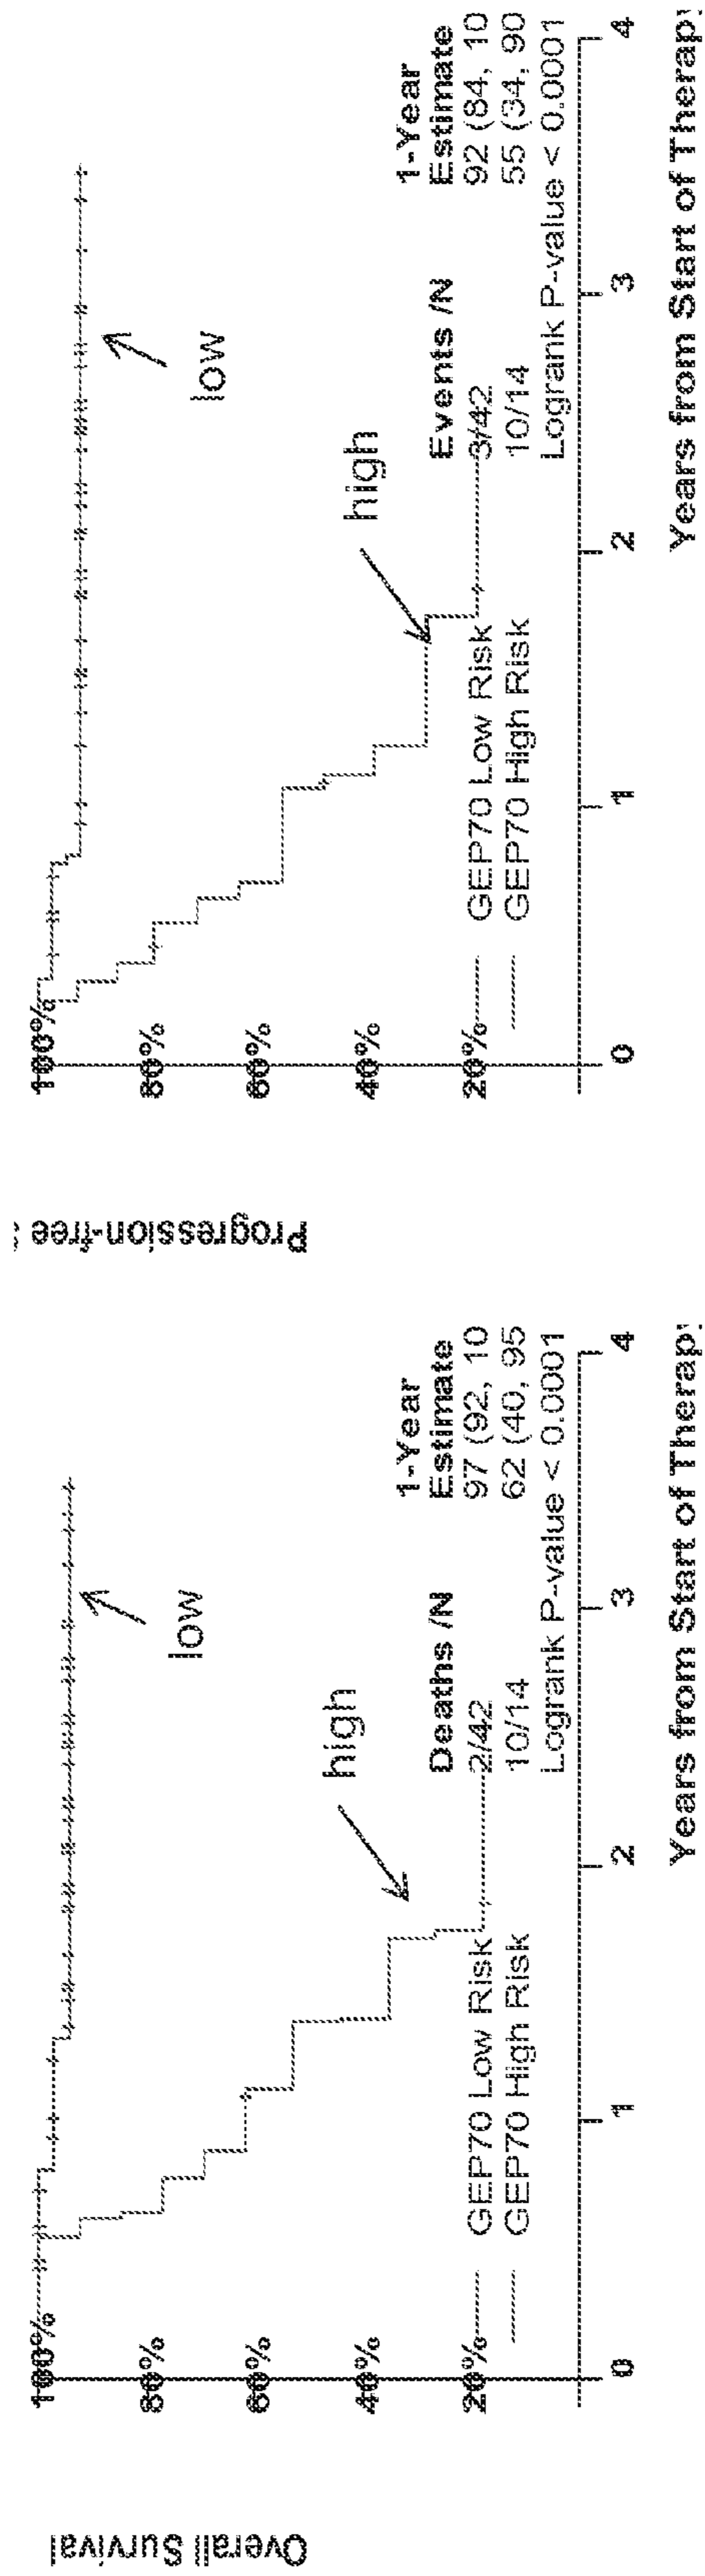 Overall Survival
100%
80%
60%
40%
20%
low
high
Deaths /N
1-Year
Estimate
GEP70 Low Risk 2/42 97 (92, 10
GEP70 High Risk 10/14 62 (40, 95
Logrank P-value < 0.0001
0 1 2 3 4
Years from Start of Therap
Progression-free
100%
80%
60%
40%
20%
low
high
Events /N
1-Year
Estimate
GEP70 Low Risk 3/42 92 (84, 10
GEP70 High Risk 10/14 55 (34, 90
Logrank P-value < 0.0001
0 1 2 3 4
Years from Start of Therap